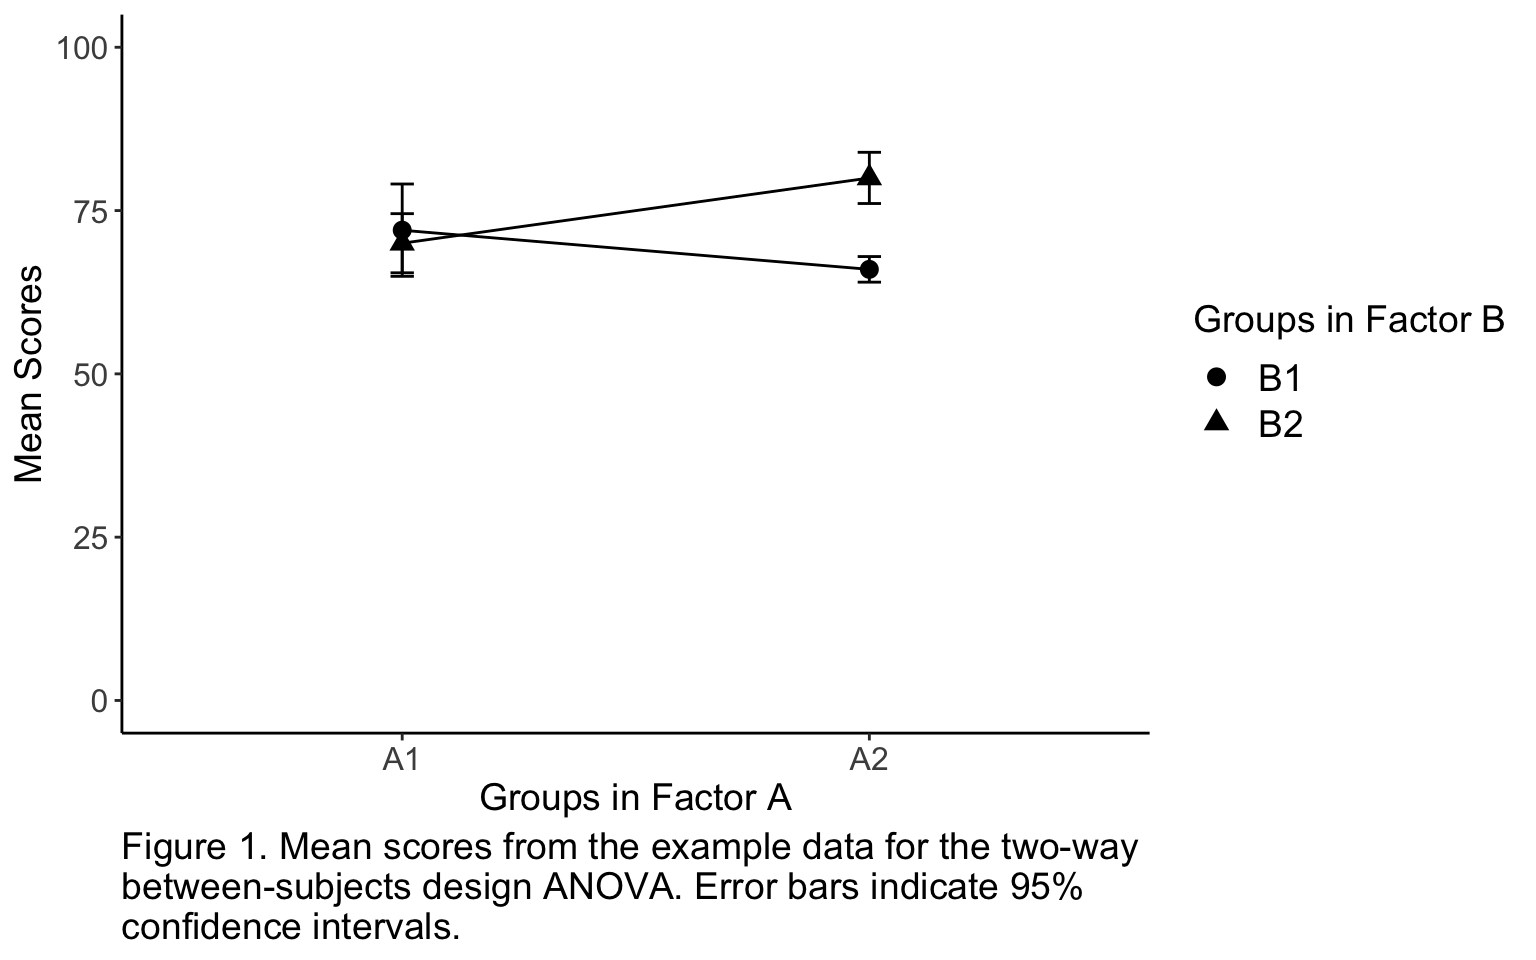 100
75
50
25
0
Mean Scores
A1
A2
Groups in Factor A
Groups in Factor B
B1
B2
Figure 1. Mean scores from the example data for the two-way
between-subjects design ANOVA. Error bars indicate 95%
confidence intervals.